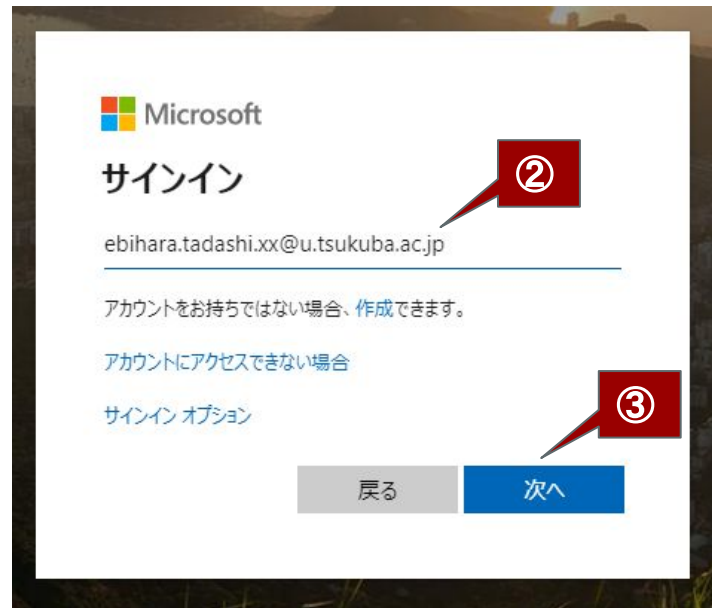 Microsoft
サインイン
②
ebihara.tadashi.xx@u.tsukuba.ac.jp
アカウントをお持ちではない場合、作成できます。
アカウントにアクセスできない場合
サインイン オプション
③
戻る
次へ